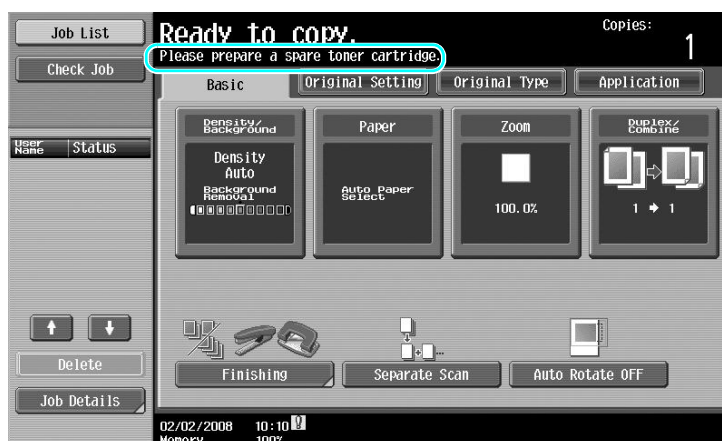 Job List
Check Job
User
Name
Status
Delete
Job Details
Ready to copy.
Please prepare a spare toner cartridge.
Copies:
1
Basic
Original Setting
Original Type
Application
Density/
Background
Density
Auto
Background
Removal
Paper
Auto Paper
Select
Zoom
100.0%
Duplex/
Combine
1 → 1
Finishing
Separate Scan
Auto Rotate OFF
02/02/2008 10:10
Memory 100%